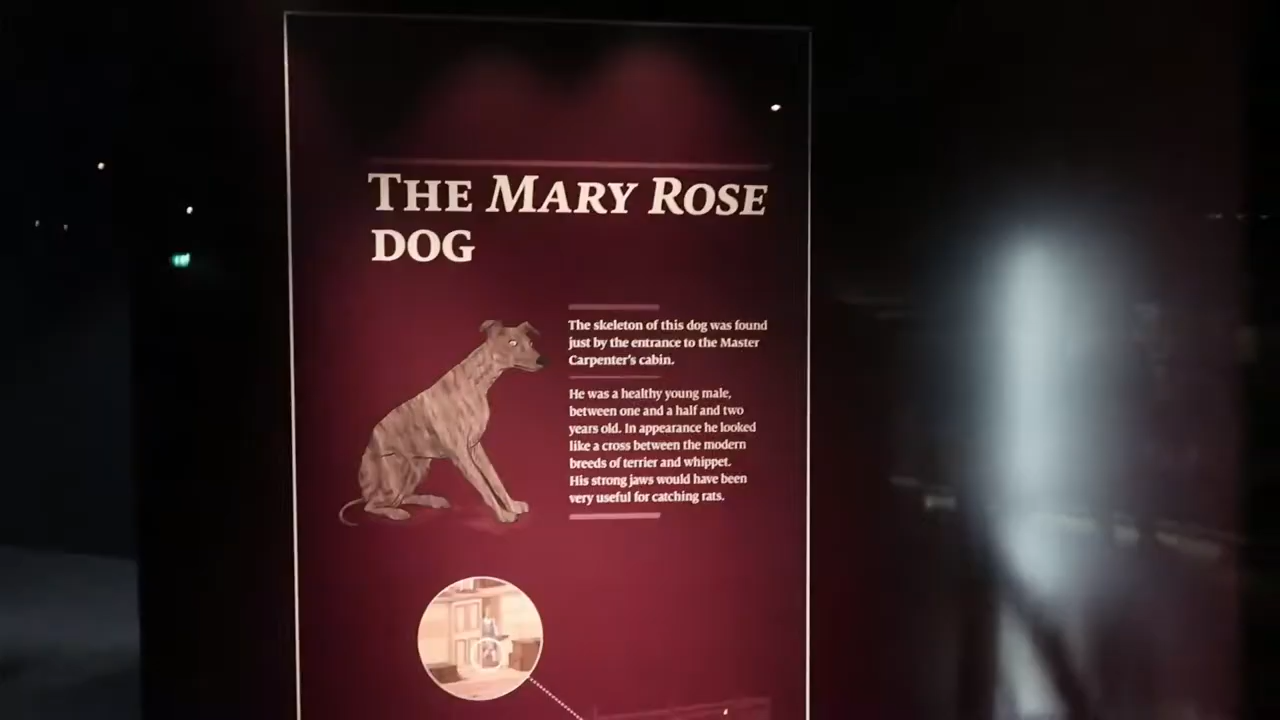 THE MARY ROSE
DOG
The skeleton of this dog was found
just by the entrance to the Master
Carpenter's cabin.
He was a healthy young male,
between one and a half and two
years old. In appearance he looked
like a cross between the modern
breeds of terrier and whippet.
His strong jaws would have been
very useful for catching rats.